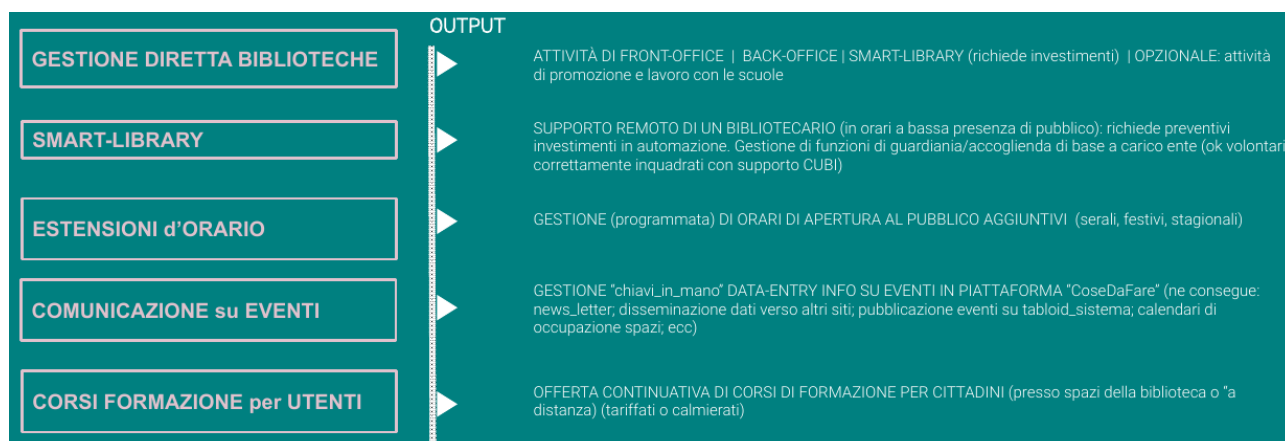 OUTPUT
GESTIONE DIRETTA BIBLIOTECHE
ATTIVITÀ DI FRONT-OFFICE | BACK-OFFICE | SMART-LIBRARY (richiede investimenti) | OPZIONALE: attività
di promozione e lavoro con le scuole
SMART-LIBRARY
SUPPORTO REMOTO DI UN BIBLIOTECARIO (in orari a bassa presenza di pubblico): richiede preventivi
investimenti in automazione. Gestione di funzioni di guardiania/accoglienda di base a carico ente (ok volontari
correttamente inquadrati con supporto CUBI)
ESTENSIONI d'ORARIO
GESTIONE (programmata) DI ORARI DI APERTURA AL PUBBLICO AGGIUNTIVI (serali, festivi, stagionali)
COMUNICAZIONE su EVENTI
GESTIONE "chiavi_in_mano" DATA-ENTRY INFO SU EVENTI IN PIATTAFORMA "CoseDaFare" (ne consegue:
news_letter; disseminazione dati verso altri siti; pubblicazione eventi su tabloid_sistema; calendari di
occupazione spazi; ecc)
CORSI FORMAZIONE per UTENTI
OFFERTA CONTINUATIVA DI CORSI DI FORMAZIONE PER CITTADINI (presso spazi della biblioteca o "a
distanza) (tariffati o calmierati)